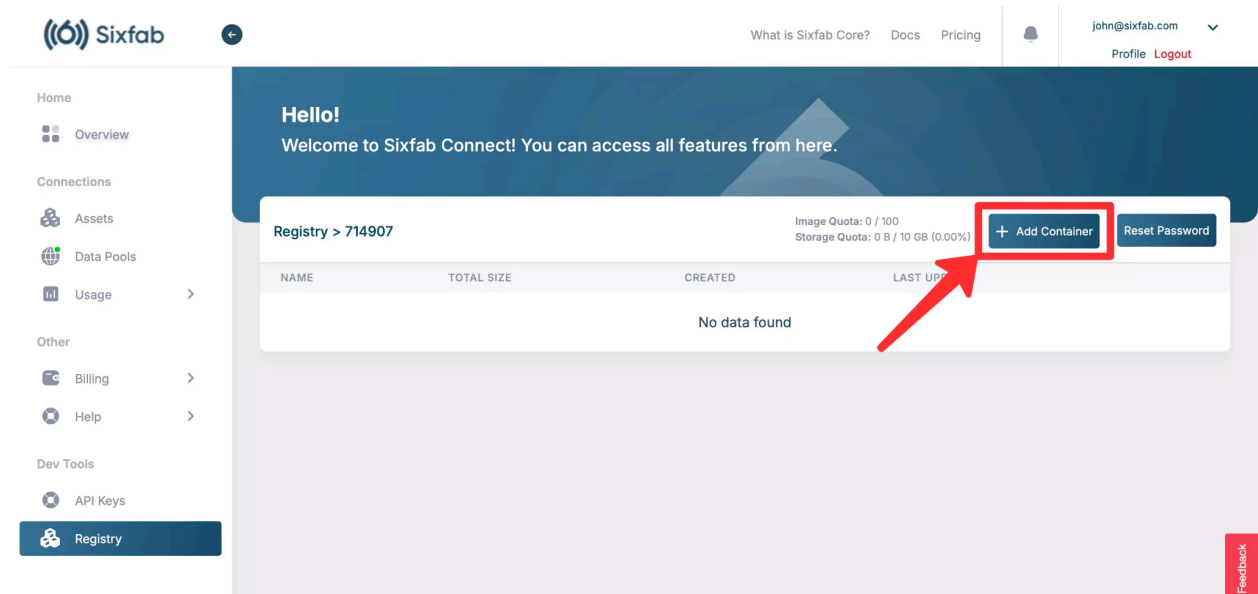 ((6)) Sixfab
What is Sixfab Core?
Docs
Pricing
john@sixfab.com
Profile Logout
Home
Overview
Connections
Assets
Data Pools
Usage
Other
Billing
Help
Dev Tools
API Keys
Registry
Hello!
Welcome to Sixfab Connect! You can access all features from here.
Registry > 714907
Image Quota: 0 / 100
Storage Quota: 0 B / 10 GB (0.00%)
+ Add Container
Reset Password
NAME
TOTAL SIZE
CREATED
LAST
No data found
Feedback